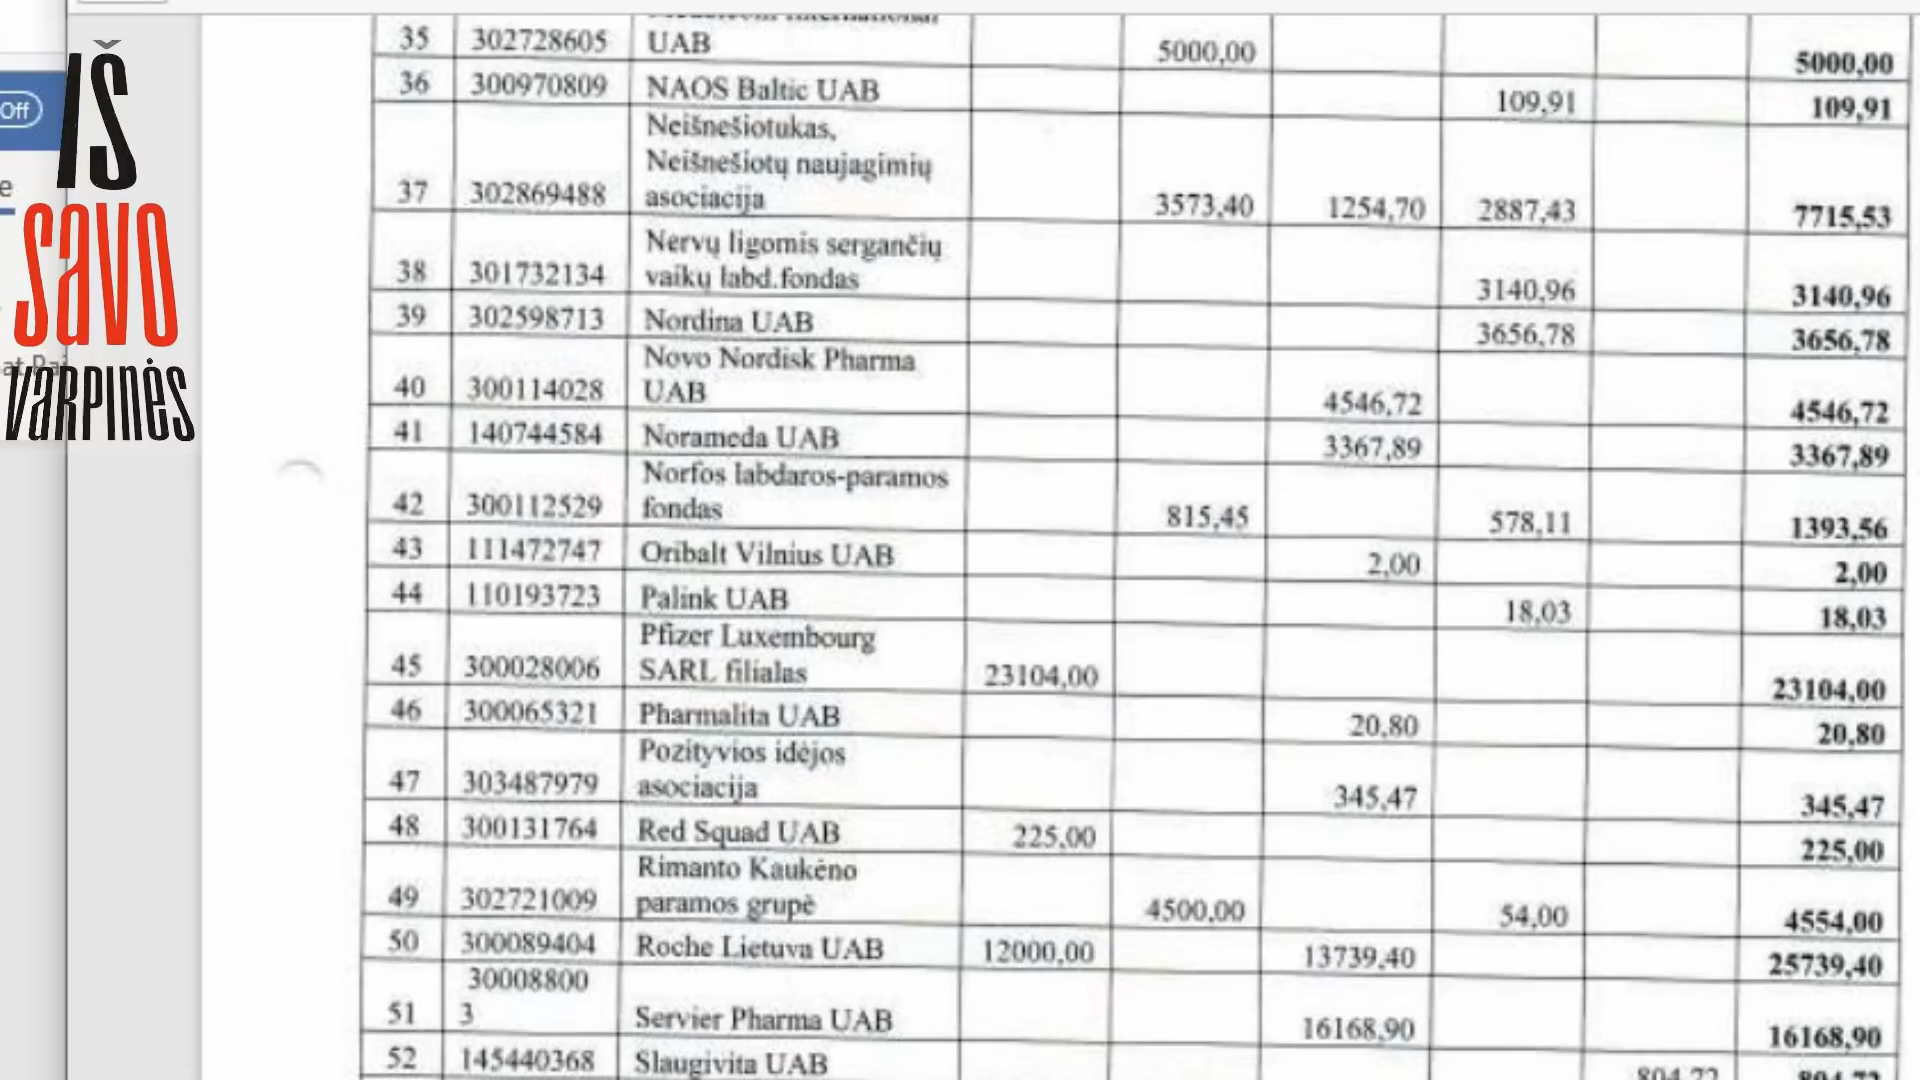 Off
IŠ
savo
varpinės
e
35 302728605 UAB 5000,00 5000,00
36 300970809 NAOS Baltic UAB 109,91 109,91
Neišnešiotukas,
Neišnešiotų naujagimių
37 302869488 asociacija 3573,40 1254,70 2887,43 7715,53
Nervų ligomis sergančių
38 301732134 vaikų labd.fondas 3140,96 3140,96
39 302598713 Nordina UAB 3656,78 3656,78
Novo Nordisk Pharma
40 300114028 UAB 4546,72 4546,72
41 140744584 Norameda UAB 3367,89 3367,89
Norfos labdaros-paramos
42 300112529 fondas 815,45 578,11 1393,56
43 111472747 Oribalt Vilnius UAB 2,00 2,00
44 110193723 Palink UAB 18,03 18,03
Pfizer Luxembourg
45 300028006 SARL filialas 23104,00 23104,00
46 300065321 Pharmalita UAB 20,80 20,80
Pozityvios idėjos
47 303487979 asociacija 345,47 345,47
48 300131764 Red Squad UAB 225,00 225,00
Rimanto Kaukėno
49 302721009 paramos grupė 4500,00 54,00 4554,00
50 300089404 Roche Lietuva UAB 12000,00 13739,40 25739,40
30008800
51 3 Servier Pharma UAB 16168,90 16168,90
52 145440368 Slaugivita UAB 804,72 804,72